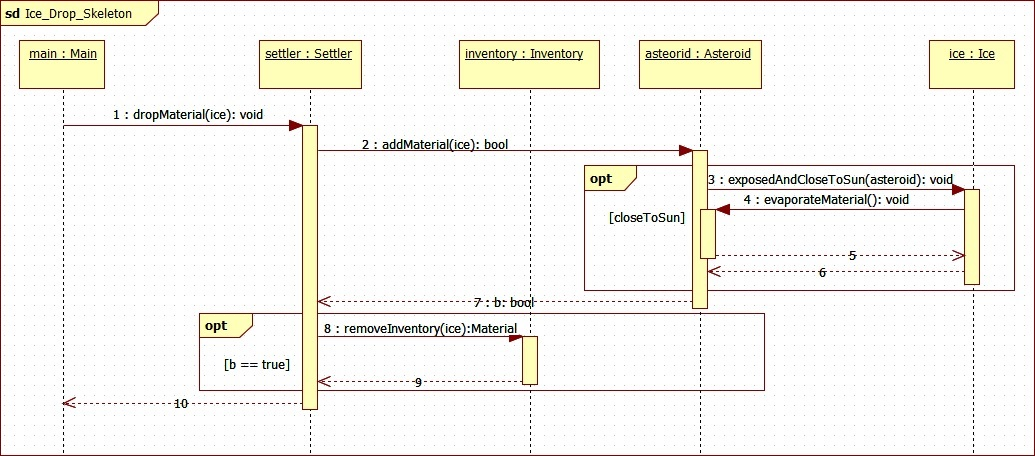 sd Ice_Drop_Skeleton
main : Main
settler : Settler
inventory : Inventory
asteorid : Asteroid
ice : Ice
1 : dropMaterial(ice): void
2 : addMaterial(ice): bool
opt
3 : exposedAndCloseToSun(asteroid): void
4 : evaporateMaterial(): void
[closeToSun]
5
6
7 : b: bool
opt
8 : removeInventory(ice):Material
[b == true]
9
10